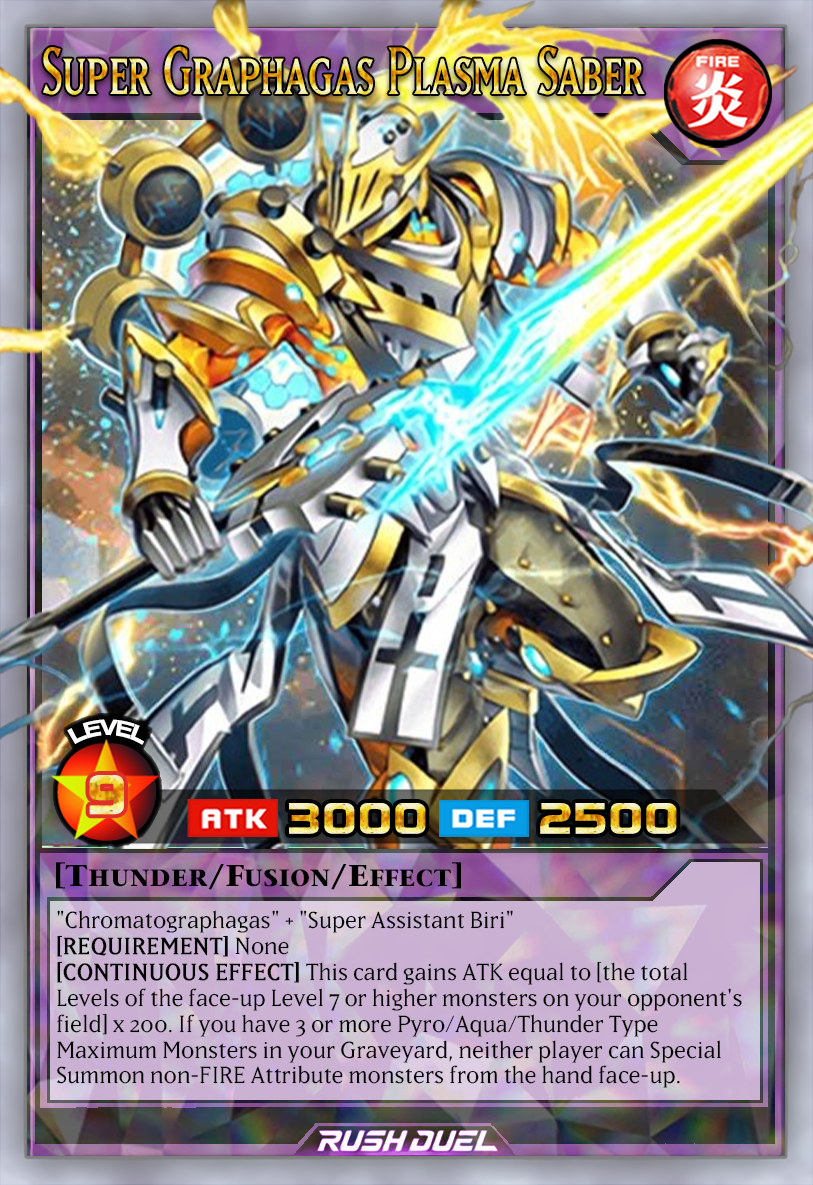 SUPER GRAPHAGAS PLASMA SABER
FIRE
炎
LEVEL
9
ATK 3000 DEF 2500
[THUNDER/FUSION/EFFECT]
"Chromatographagas" + "Super Assistant Biri"
[REQUIREMENT] None
[CONTINUOUS EFFECT] This card gains ATK equal to [the total
Levels of the face-up Level 7 or higher monsters on your opponent's
field] x 200. If you have 3 or more Pyro/Aqua/Thunder Type
Maximum Monsters in your Graveyard, neither player can Special
Summon non-FIRE Attribute monsters from the hand face-up.
RUSH DUEL